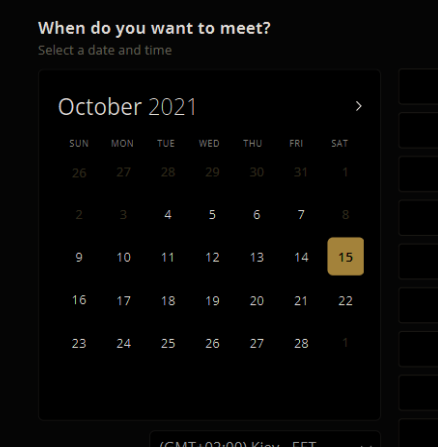 When do you want to meet?
Select a date and time
October 2021
SUN MON TUE WED THU FRI SAT
26 27 28 29 30 31 1
2 3 4 5 6 7 8
9 10 11 12 13 14 15
16 17 18 19 20 21 22
23 24 25 26 27 28 1
(GMT+02:00) Kiev - EET